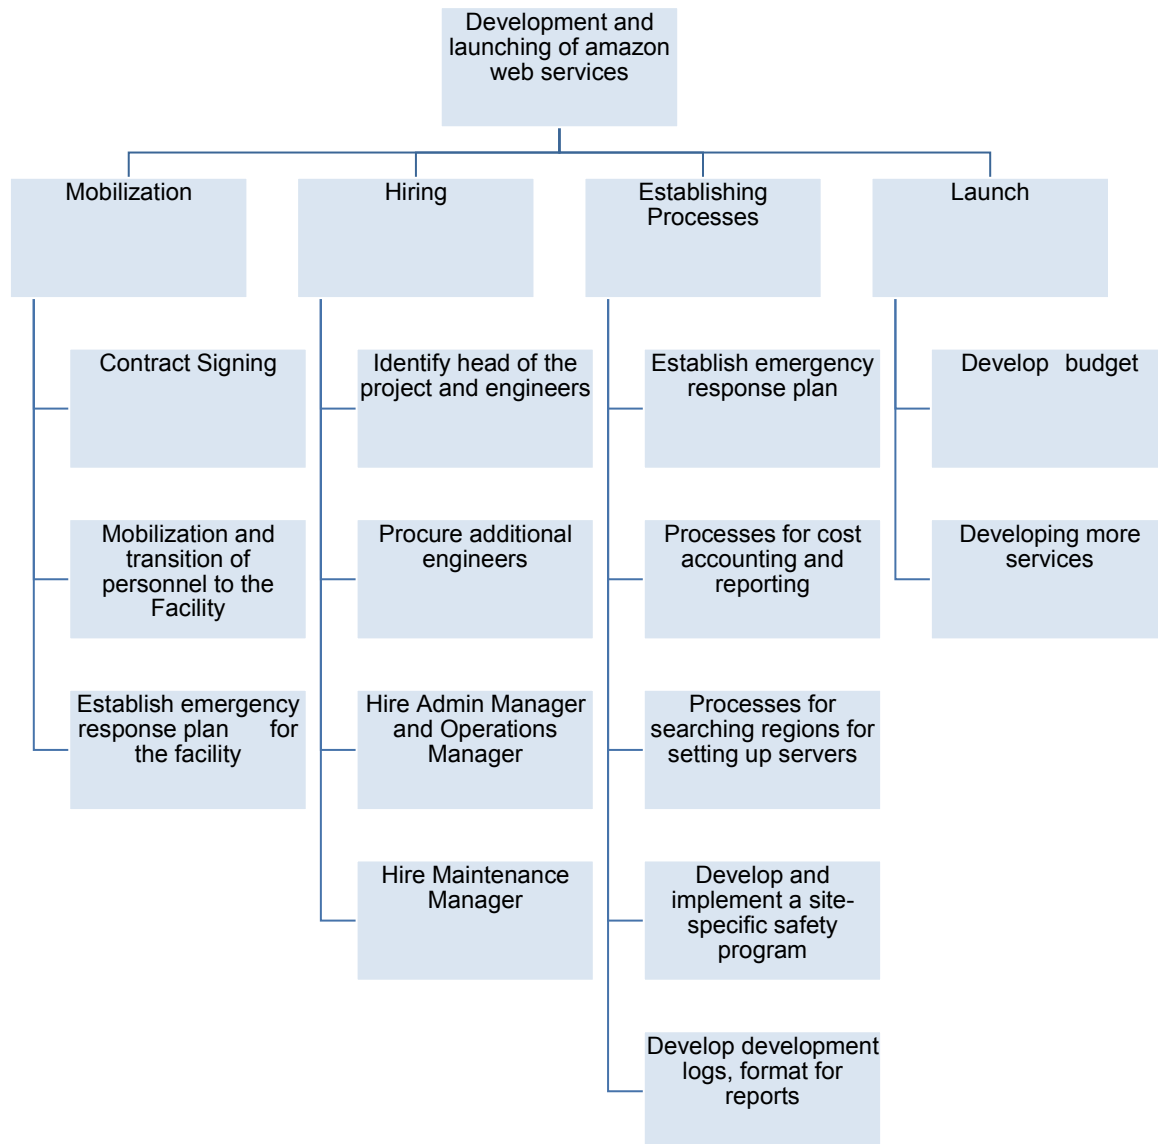 Development and
launching of amazon
web services
Mobilization
Hiring
Establishing
Processes
Launch
Contract Signing
Mobilization and
transition of
personnel to the
Facility
Establish emergency
response plan for
the facility
Identify head of the
project and engineers
Procure additional
engineers
Hire Admin Manager
and Operations
Manager
Hire Maintenance
Manager
Establish emergency
response plan
Processes for cost
accounting and
reporting
Processes for
searching regions for
setting up servers
Develop and
implement a site-
specific safety
program
Develop development
logs, format for
reports
Develop budget
Developing more
services